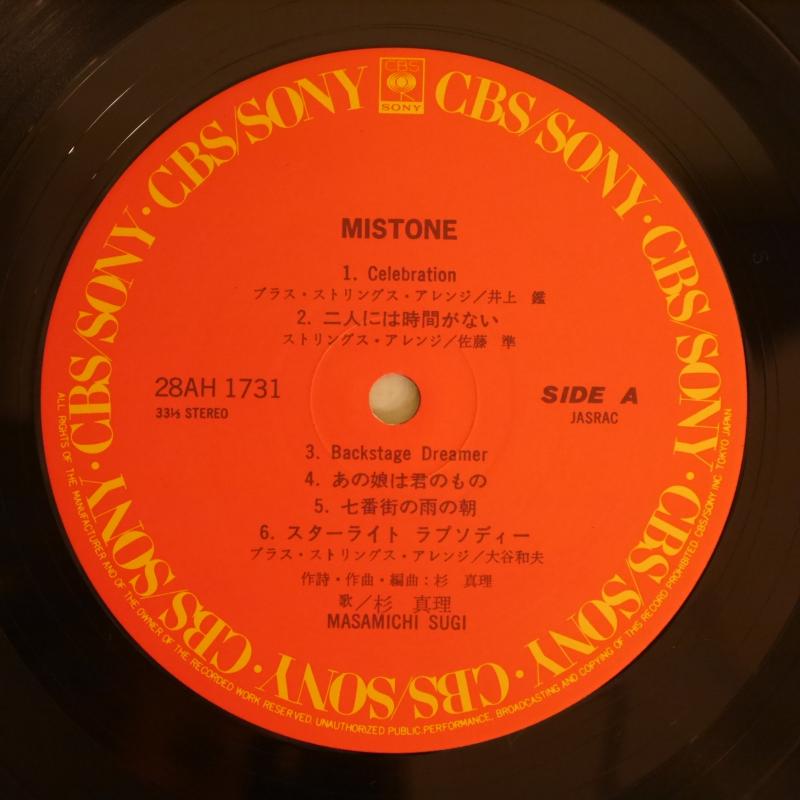 CBS/SONY · CBS/SONY · CBS/SONY · CBS/SONY · CBS/SONY · CBS/SONY · CBS/SONY · CBS/SONY
CBS
SONY
MISTONE
1. Celebration
ブラス・ストリングス・アレンジ/井上 鑑
2. 二人には時間がない
ストリングス・アレンジ/佐藤 準
28AH 1731
33⅓ STEREO
SIDE A
JASRAC
3. Backstage Dreamer
4. あの娘は君のもの
5. 七番街の雨の朝
6. スターライト ラプソディー
ブラス・ストリングス・アレンジ/大谷和夫
作詩・作曲・編曲:杉 真理
歌/杉 真理
MASAMICHI SUGI
ALL RIGHTS OF THE MANUFACTURER AND OF THE OWNER OF THE RECORDED WORK RESERVED. UNAUTHORIZED PUBLIC PERFORMANCE, BROADCASTING AND COPYING OF THIS RECORD PROHIBITED. CBS/SONY INC. TOKYO JAPAN